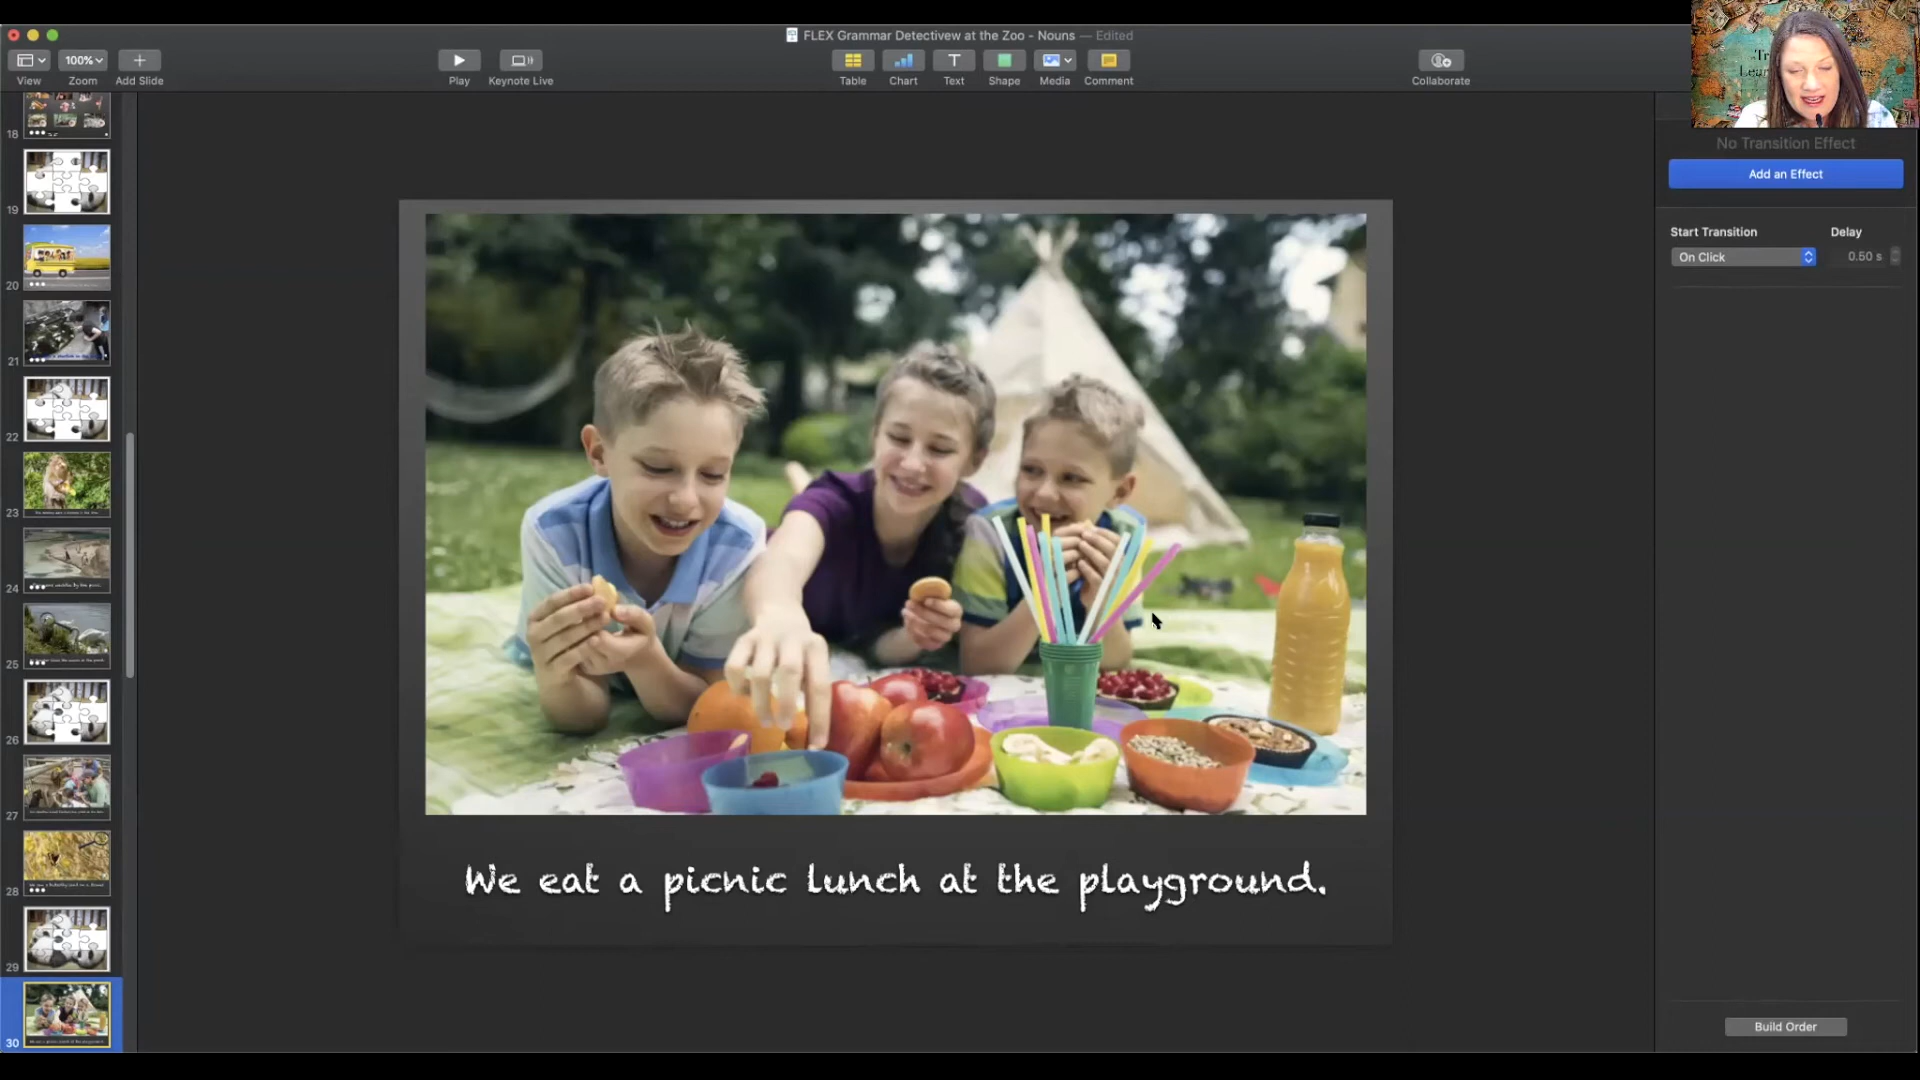 FLEX Grammar Detectivew at the Zoo - Nouns — Edited
100%
View
Zoom
Add Slide
Play
Keynote Live
Table
Chart
Text
Shape
Media
Comment
Collaborate
No Transition Effect
Add an Effect
Start Transition
Delay
On Click
0.50 s
18
19
20
21
22
23
24
25
26
27
28
29
30
We eat a picnic lunch at the playground.
Build Order